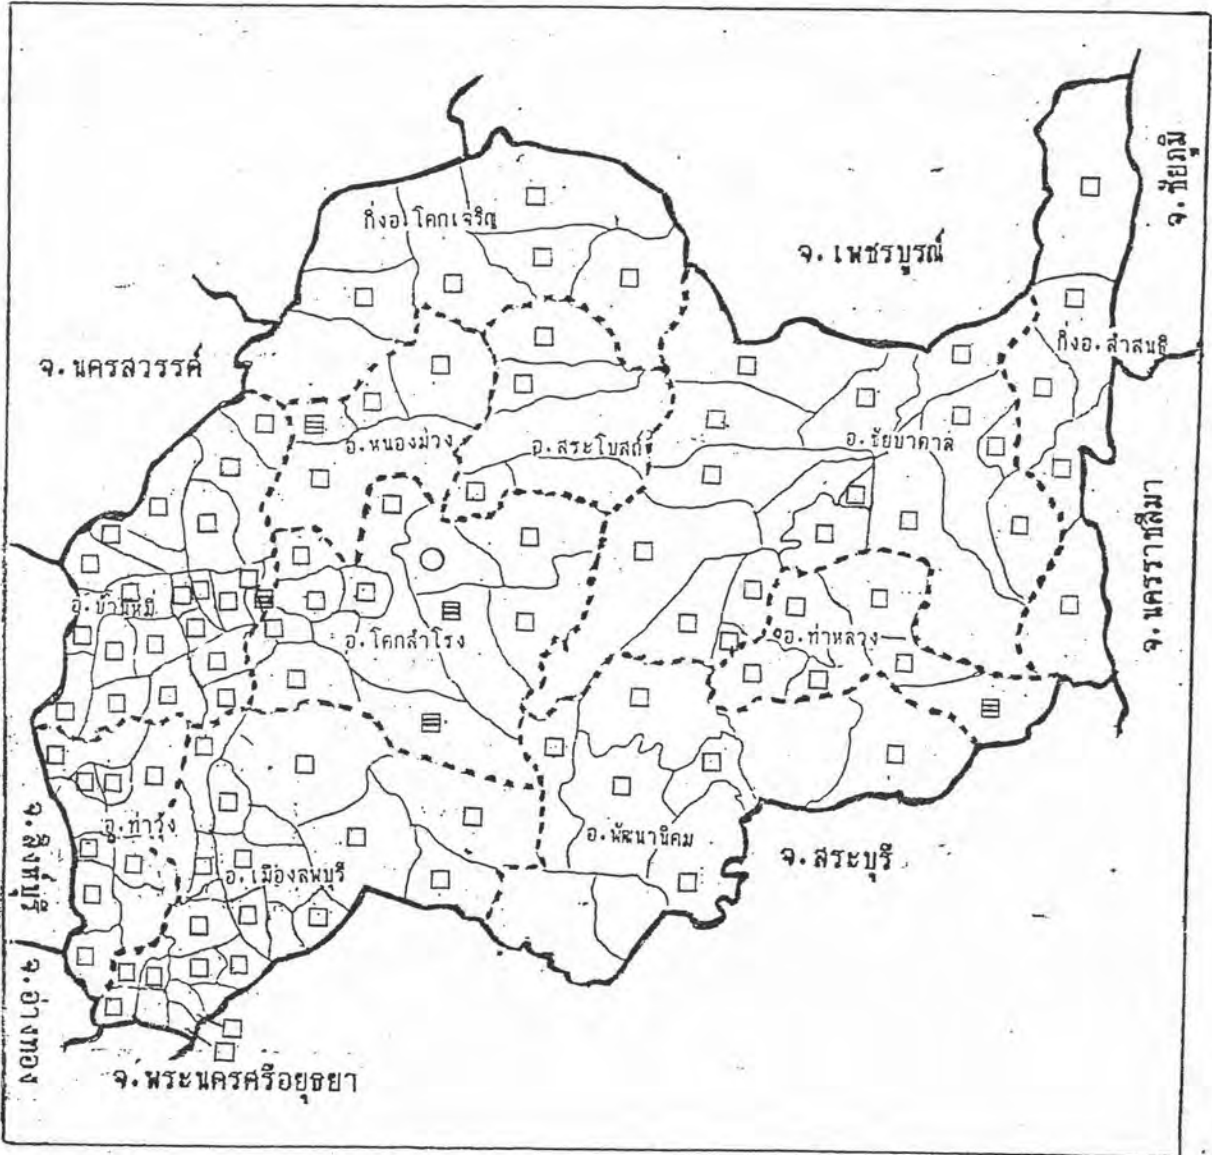 จ.ชัยภูมิ
กิ่งอ.โคกเจริญ
จ.เพชรบูรณ์
กิ่งอ.ลำสนธิ
จ.นครสวรรค์
อ.หนองม่วง
อ.สระโบสถ์
อ.ชัยบาดาล
จ.นครราชสีมา
อ.บ้านหมี่
อ.โคกสำโรง
อ.ท่าหลวง
อ.ท่าวุ้ง
อ.พัฒนานิคม
จ.สิงห์บุรี
อ.เมืองลพบุรี
จ.สระบุรี
จ.อ่างทอง
จ.พระนครศรีอยุธยา